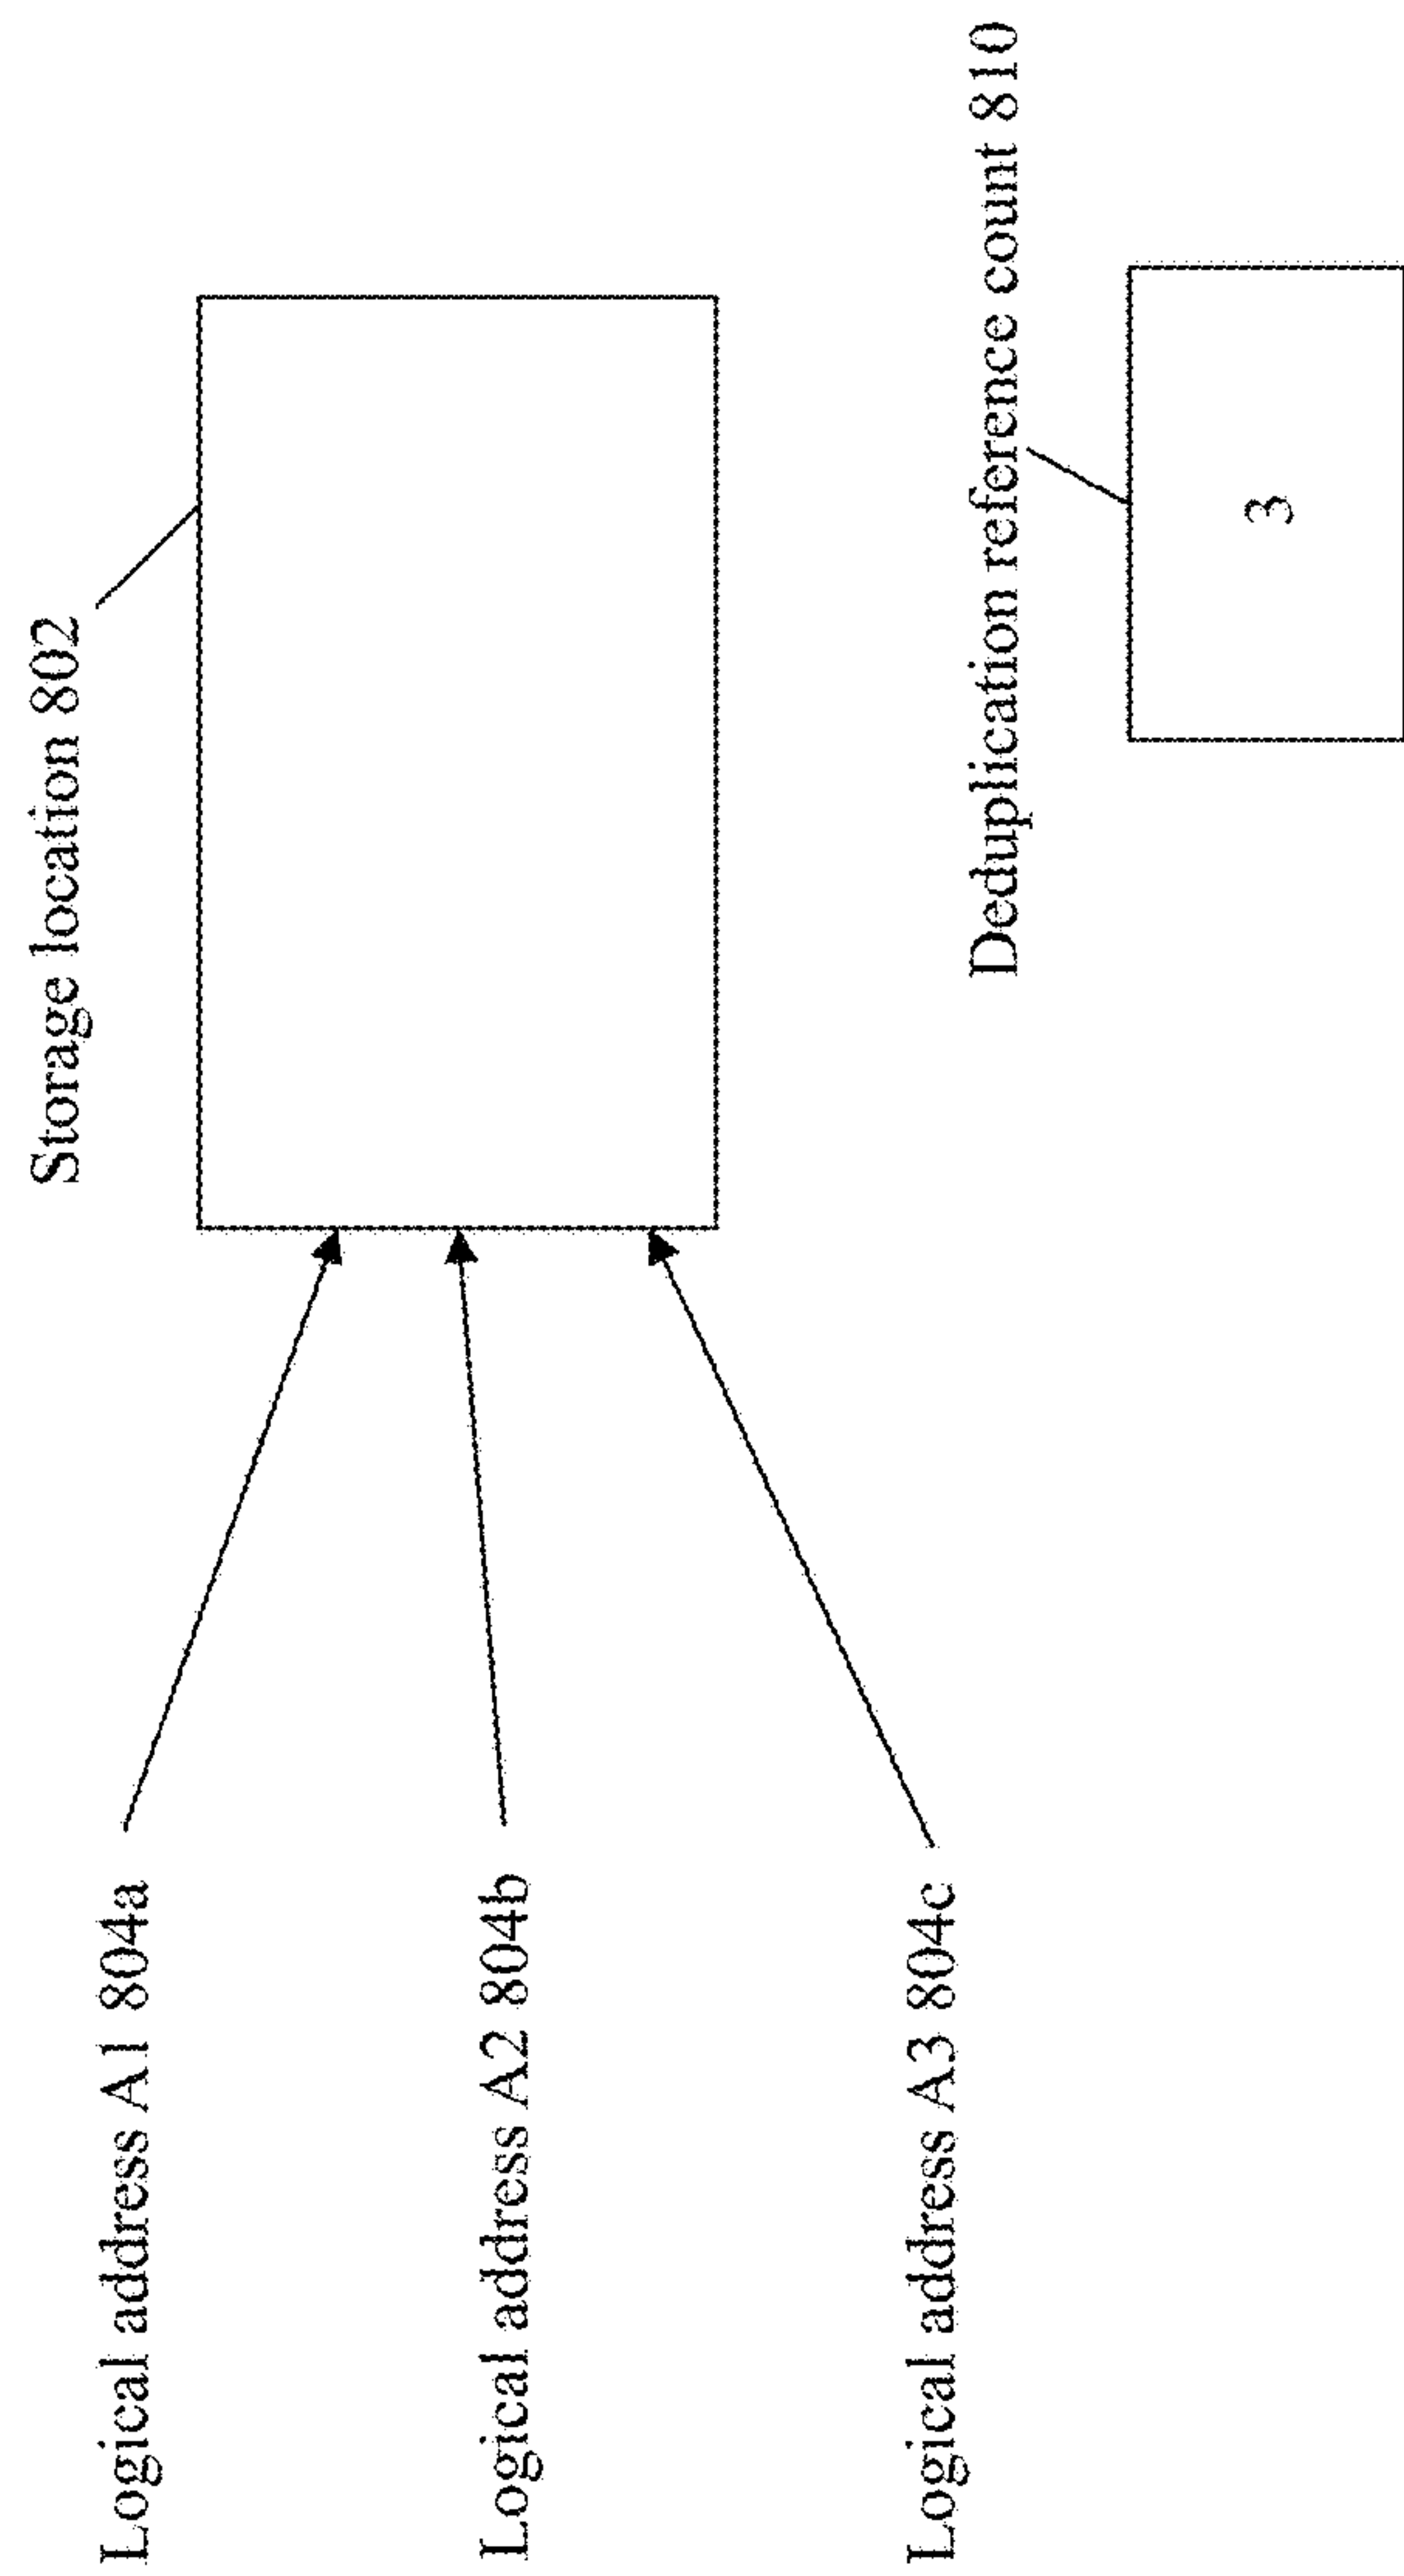 Storage location 802
Logical address A1 804a
Logical address A2 804b
Logical address A3 804c
Deduplication reference count 810
3